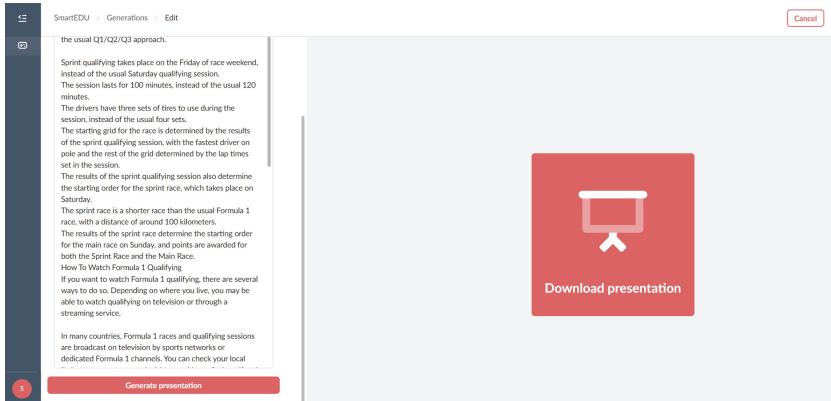 SmartEDU > Generations > Edit
Cancel
the usual Q1/Q2/Q3 approach.
Sprint qualifying takes place on the Friday of race weekend,
instead of the usual Saturday qualifying session.
The session lasts for 100 minutes, instead of the usual 120
minutes.
The drivers have three sets of tires to use during the
session, instead of the usual four sets.
The starting grid for the race is determined by the results
of the sprint qualifying session, with the fastest driver on
pole and the rest of the grid determined by the lap times
set in the session.
The results of the sprint qualifying session also determine
the starting order for the sprint race, which takes place on
Saturday.
The sprint race is a shorter race than the usual Formula 1
race, with a distance of around 100 kilometers.
The results of the sprint race determine the starting order
for the main race on Sunday, and points are awarded for
both the Sprint Race and the Main Race.
How To Watch Formula 1 Qualifying
If you want to watch Formula 1 qualifying, there are several
ways to do so. Depending on where you live, you may be
able to watch qualifying on television or through a
streaming service.
In many countries, Formula 1 races and qualifying sessions
are broadcast on television by sports networks or
dedicated Formula 1 channels. You can check your local
Generate presentation
S
Download presentation